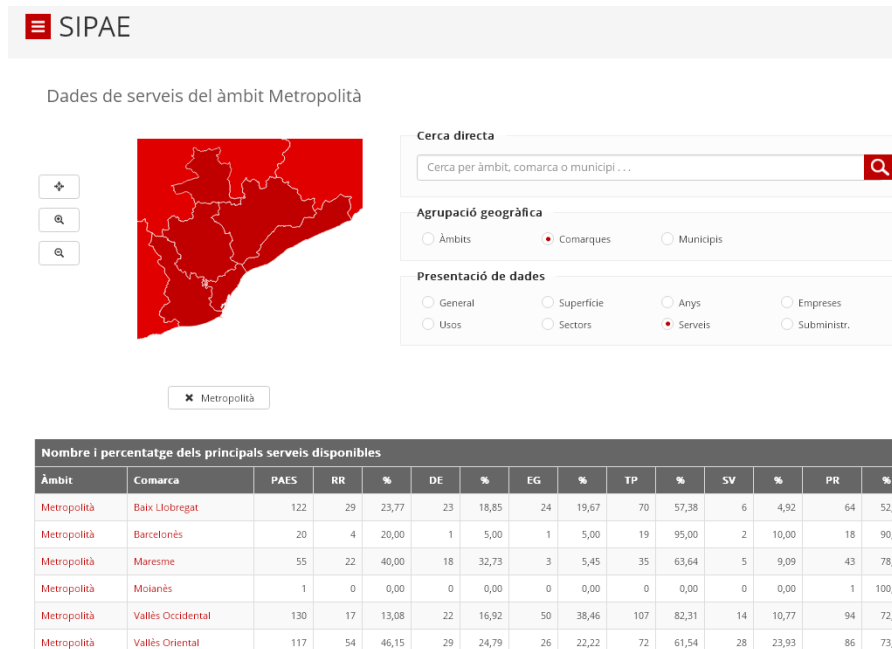 SIPAE
Dades de serveis del àmbit Metropolità
Cerca directa
Cerca per àmbit, comarca o municipi . . .
Agrupació geogràfica
Àmbits Comarques Municipis
Presentació de dades
General Superfície Anys Empreses
Usos Sectors Serveis Subministr.
✖ Metropolità
Nombre i percentatge dels principals serveis disponibles
Àmbit Comarca PAES RR % DE % EG % TP % SV % PR %
Metropolità Baix Llobregat 122 29 23,77 23 18,85 24 19,67 70 57,38 6 4,92 64 52,
Metropolità Barcelonès 20 4 20,00 1 5,00 1 5,00 19 95,00 2 10,00 18 90,
Metropolità Maresme 55 22 40,00 18 32,73 3 5,45 35 63,64 5 9,09 43 78,
Metropolità Moianès 1 0 0,00 0 0,00 0 0,00 0 0,00 0 0,00 1 100,
Metropolità Vallès Occidental 130 17 13,08 22 16,92 50 38,46 107 82,31 14 10,77 94 72,
Metropolità Vallès Oriental 117 54 46,15 29 24,79 26 22,22 72 61,54 28 23,93 86 73,